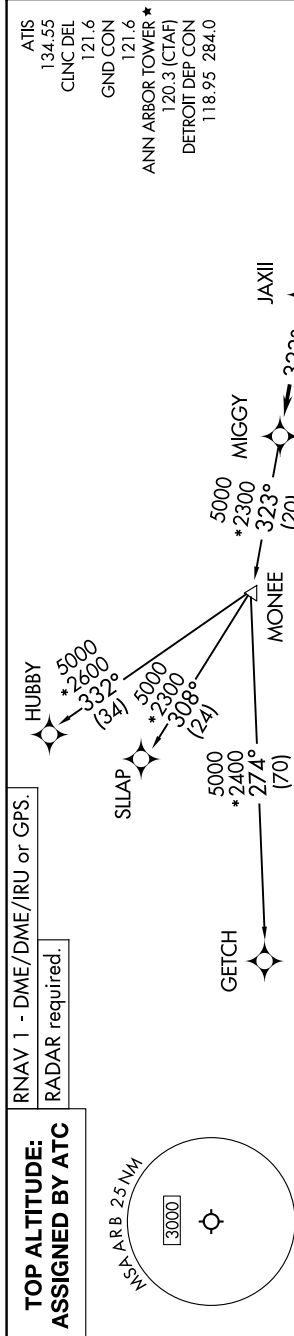 TOP ALTITUDE:
ASSIGNED BY ATC
RNAV 1 - DME/DME/IRU or GPS.
RADAR required.
ATIS
134.55
CLNC DEL
121.6
GND CON
121.6
ANN ARBOR TOWER ★
120.3 (CTAF)
DETROIT DEP CON
118.95 284.0
MSA ARB 25 NM
3000
HUBBY
5000
*2600
332°
(34)
SLLAP
5000
*2300
308°
(24)
GETCH
5000
*2400
274°
(70)
MONEE
5000
*2300
323°
(20)
MIGGY
JAXII